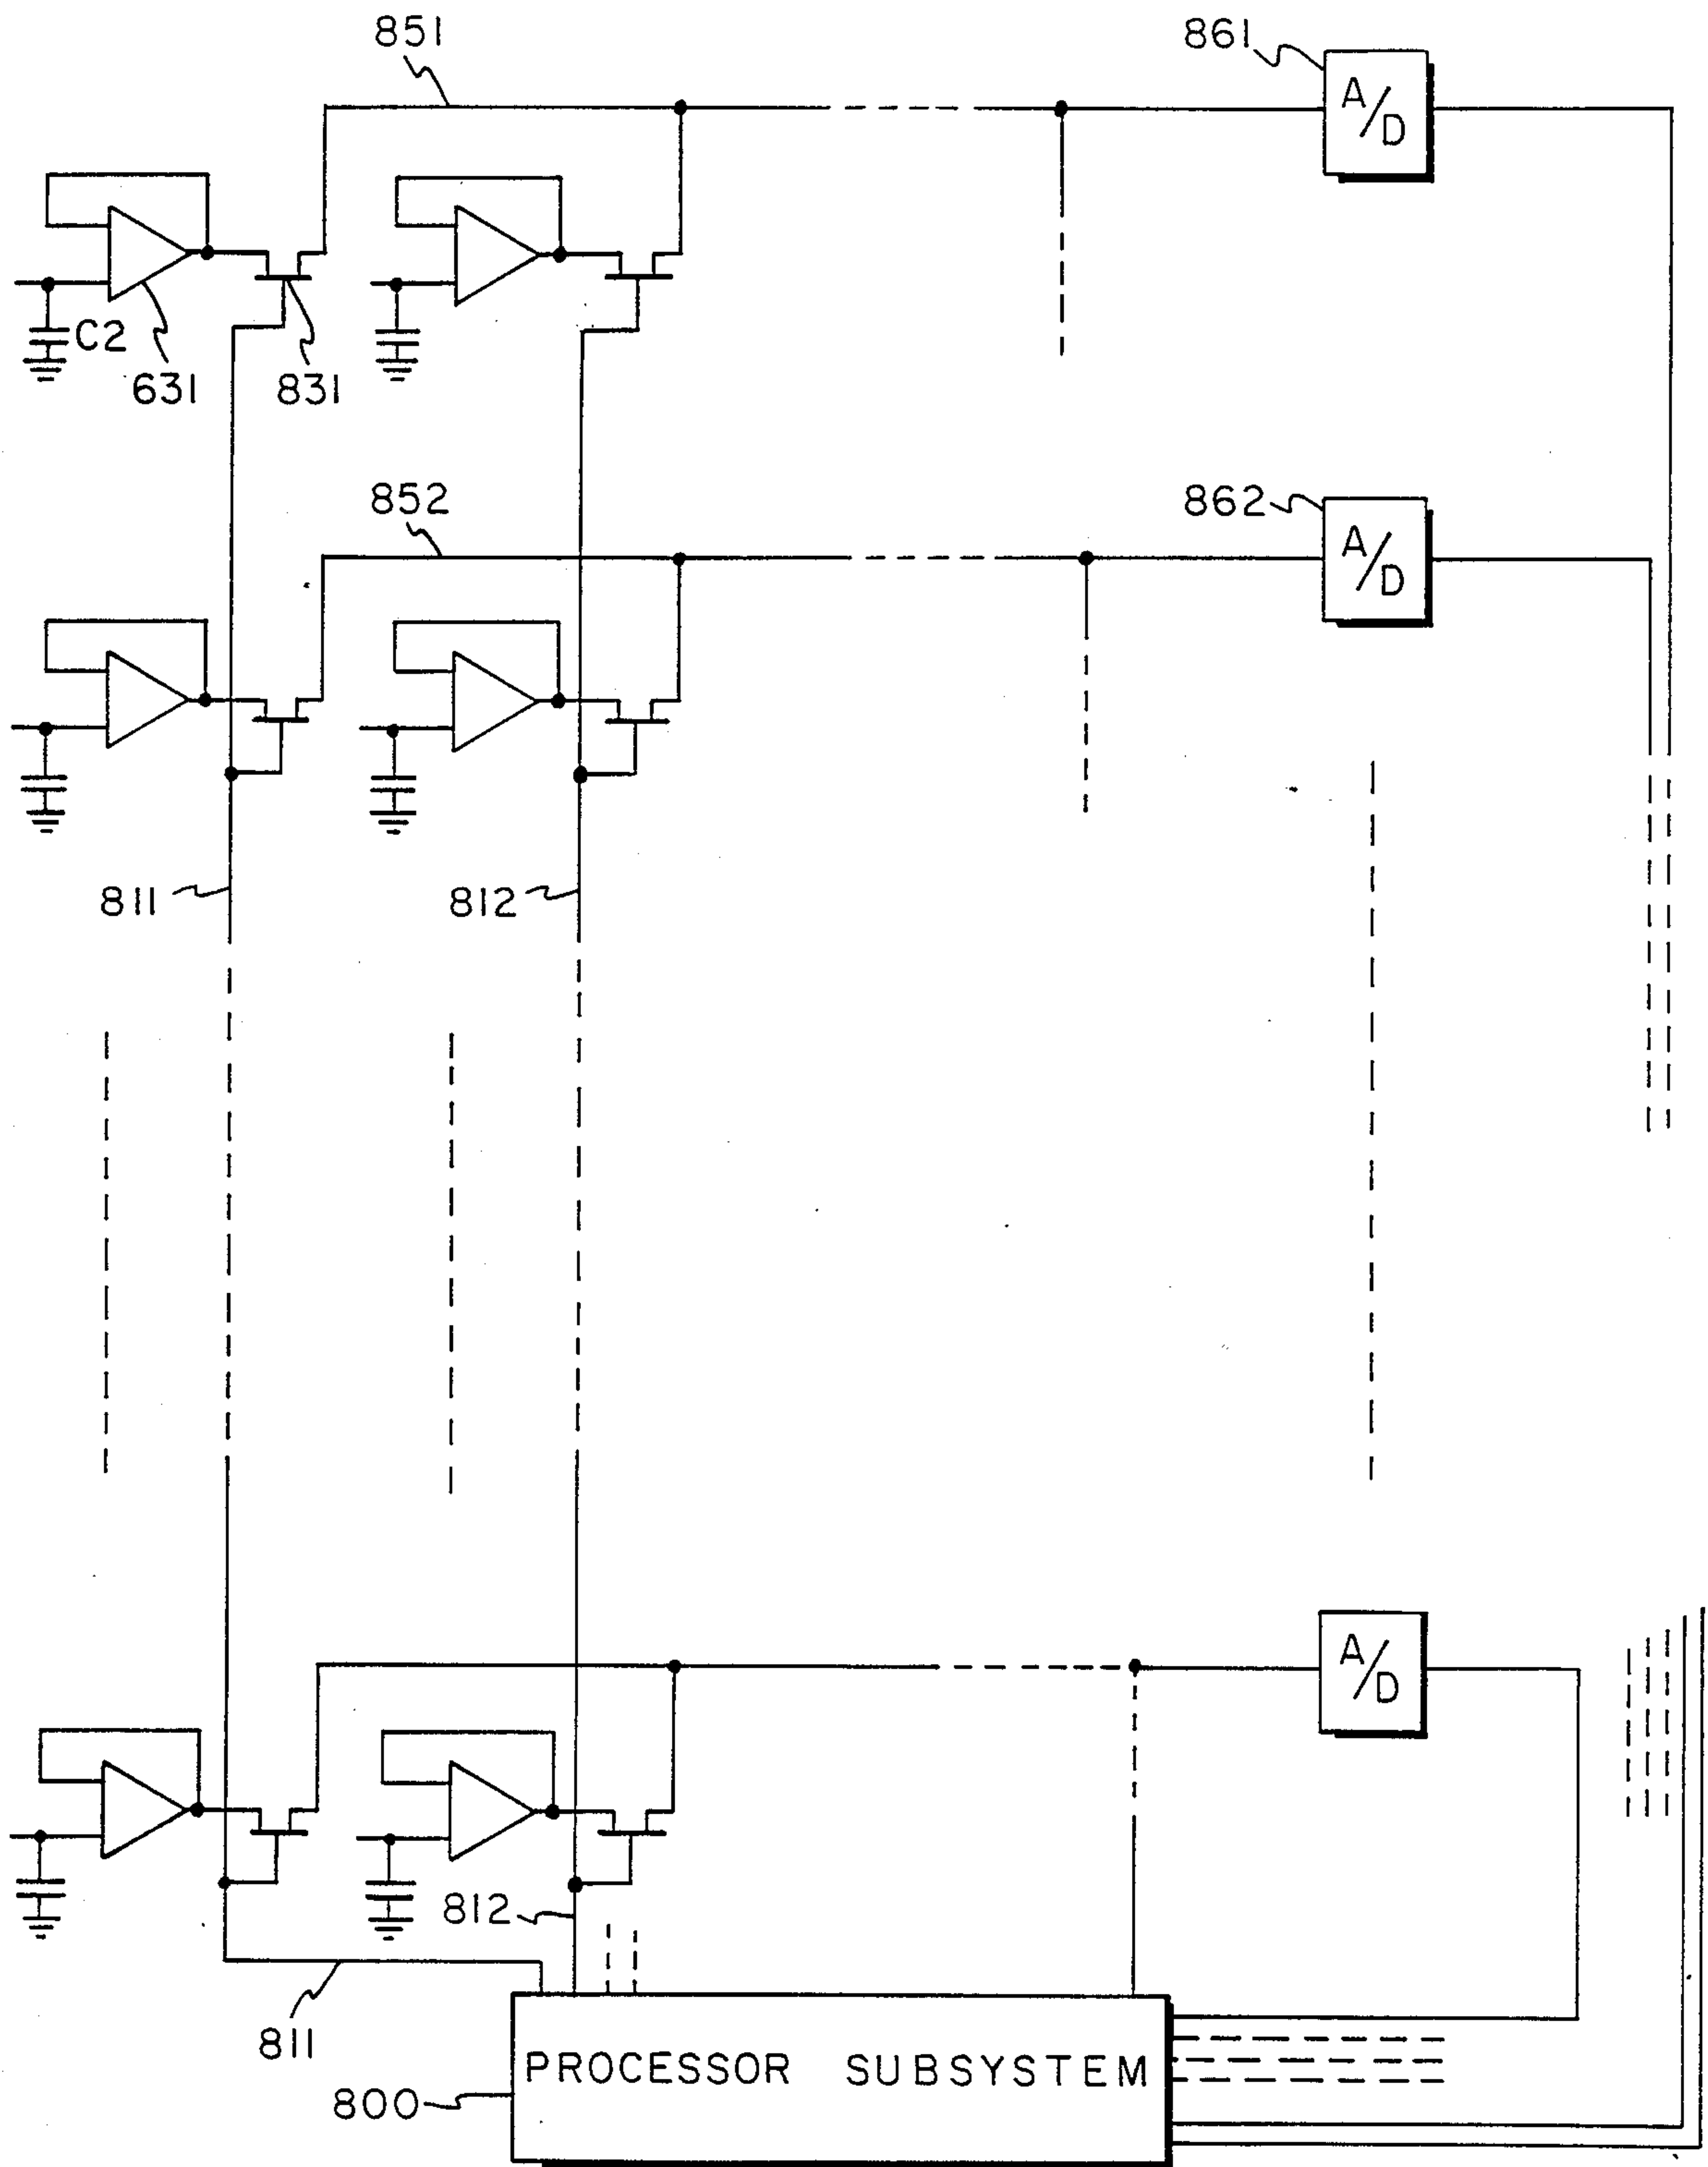 851
861
A/D
C2
631
831
852
862
A/D
811
812
A/D
812
811
PROCESSOR SUBSYSTEM
800